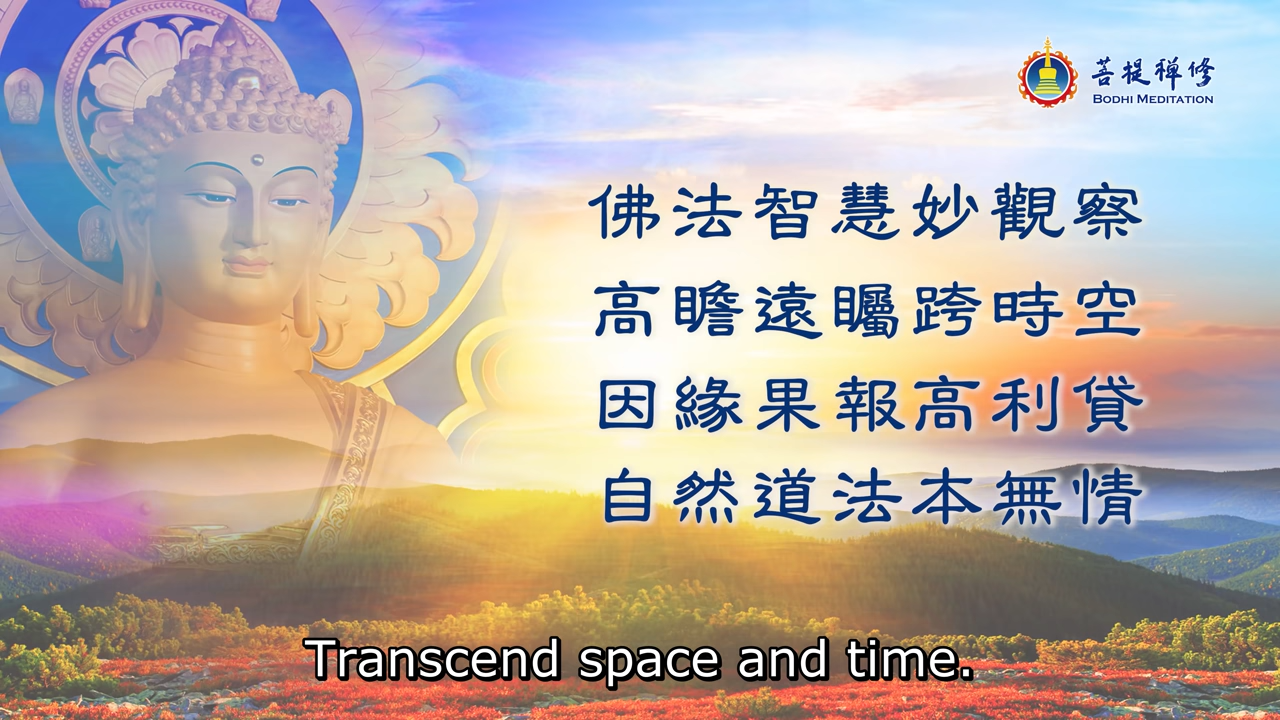 菩提禪修
BODHI MEDITATION
佛法智慧妙觀察
高瞻遠矚跨時空
因緣果報高利貸
自然道法本無情
Transcend space and time.